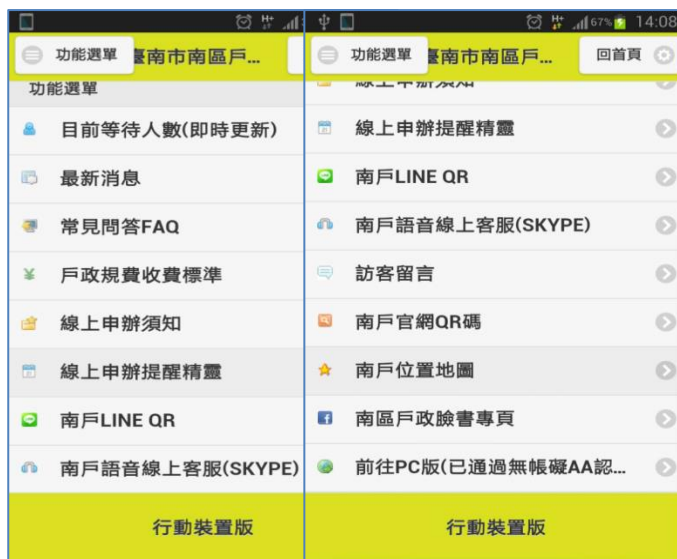 H+
功能選單
臺南市南區戶...
功能選單
目前等待人數(即時更新)
最新消息
常見問答FAQ
戶政規費收費標準
線上申辦須知
線上申辦提醒精靈
南戶LINE QR
南戶語音線上客服(SKYPE)
行動裝置版
H+ 67% 14:08
功能選單
臺南市南區戶...
回首頁
線上申辦須知
線上申辦提醒精靈
南戶LINE QR
南戶語音線上客服(SKYPE)
訪客留言
南戶官網QR碼
南戶位置地圖
南區戶政臉書專頁
前往PC版(已通過無帳礙AA認...
行動裝置版